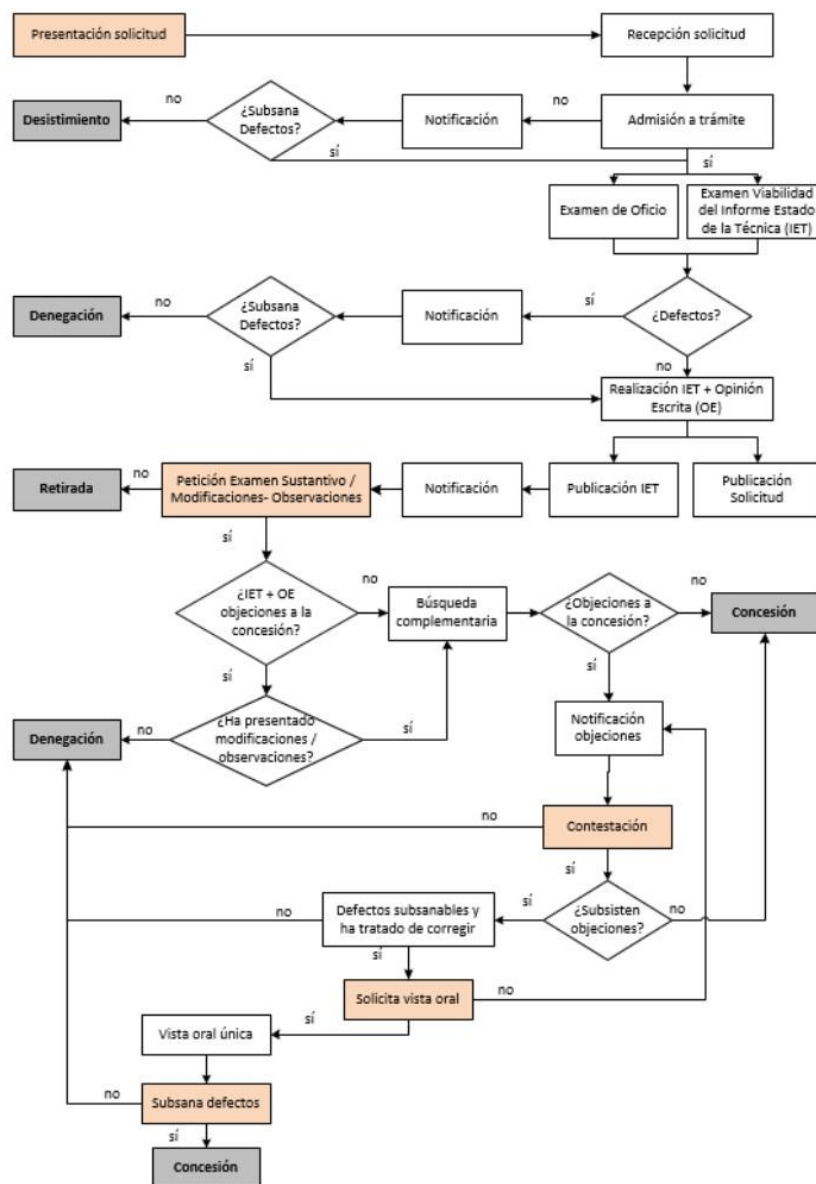 Presentación solicitud
Recepción solicitud
no
no
Desistimiento
¿Subsana
Defectos?
Notificación
Admisión a trámite
sí
sí
Examen de Oficio
Examen Viabilidad
del Informe Estado
de la Técnica (IET)
no
sí
Denegación
¿Subsana
Defectos?
Notificación
¿Defectos?
sí
no
Realización IET + Opinión
Escrita (OE)
no
Retirada
Petición Examen Sustantivo /
Modificaciones- Observaciones
Notificación
Publicación IET
Publicación
Solicitud
sí
¿IET + OE
objeciones a la
concesión?
no
Búsqueda
complementaria
¿Objeciones a
la concesión?
no
Concesión
sí
sí
Denegación
no
¿Ha presentado
modificaciones /
observaciones?
sí
Notificación
objeciones
no
Contestación
sí
no
Defectos subsanables y
ha tratado de corregir
sí
¿Subsisten
objeciones?
no
sí
Solicita vista oral
no
sí
Vista oral única
no
Subsana defectos
sí
Concesión